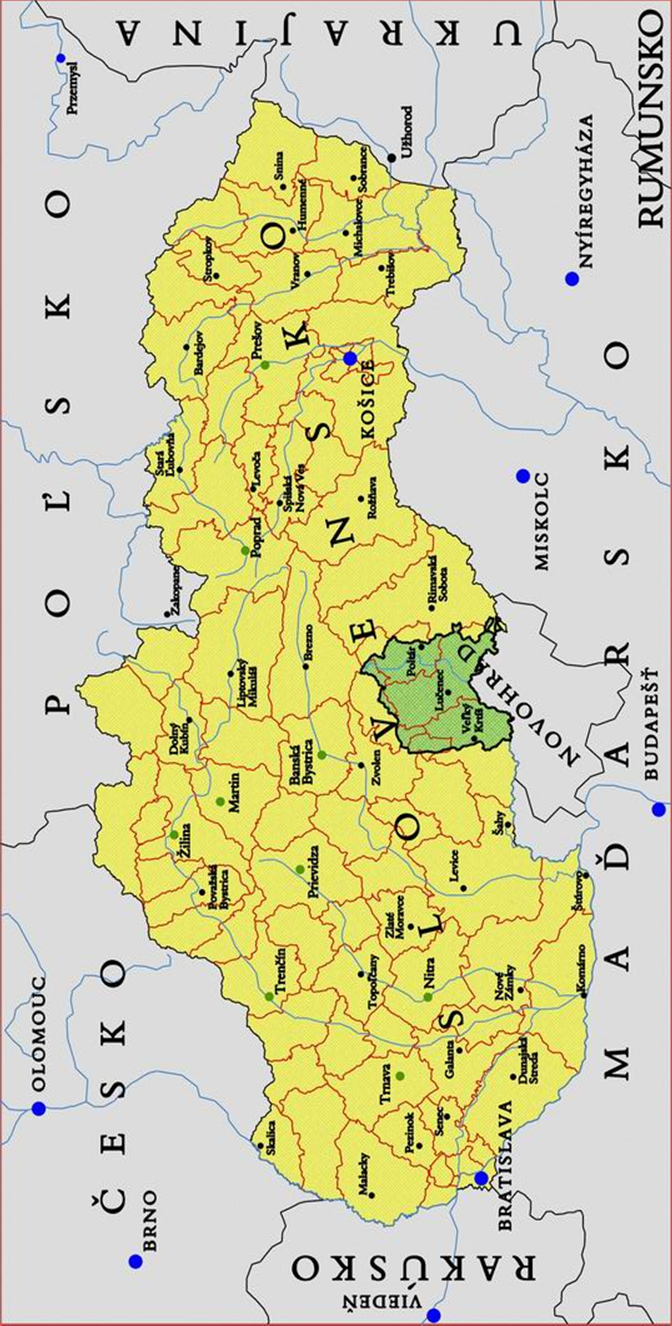 POĽSKO
ČESKO
RAKÚSKO
UKRAJINA
RUMUNSKO
MAĎARSKO
SLOVENSKO
NOVOHRAD
OLOMOUC
BRNO
VIEDEŇ
BRATISLAVA
BUDAPEŠŤ
MISKOLC
NYÍREGYHÁZA
KOŠICE
Przemysl
Užhorod
Zakopane
Skalica
Malacky
Pezinok
Senec
Trnava
Galanta
Dunajská
Streda
Trenčín
Topoľčany
Nitra
Nové
Zámky
Komárno
Štúrovo
Považská
Bystrica
Žilina
Martin
Prievidza
Zlaté
Moravce
Levice
Šahy
Dolný
Kubín
Liptovský
Mikuláš
Banská
Bystrica
Zvolen
Brezno
Veľký
Krtíš
Lučenec
Poltár
Rimavská
Sobota
Poprad
Stará
Ľubovňa
Levoča
Spišská
Nová Ves
Rožňava
Bardejov
Prešov
Stropkov
Vranov
Trebišov
Humenné
Michalovce
Snina
Sobrance